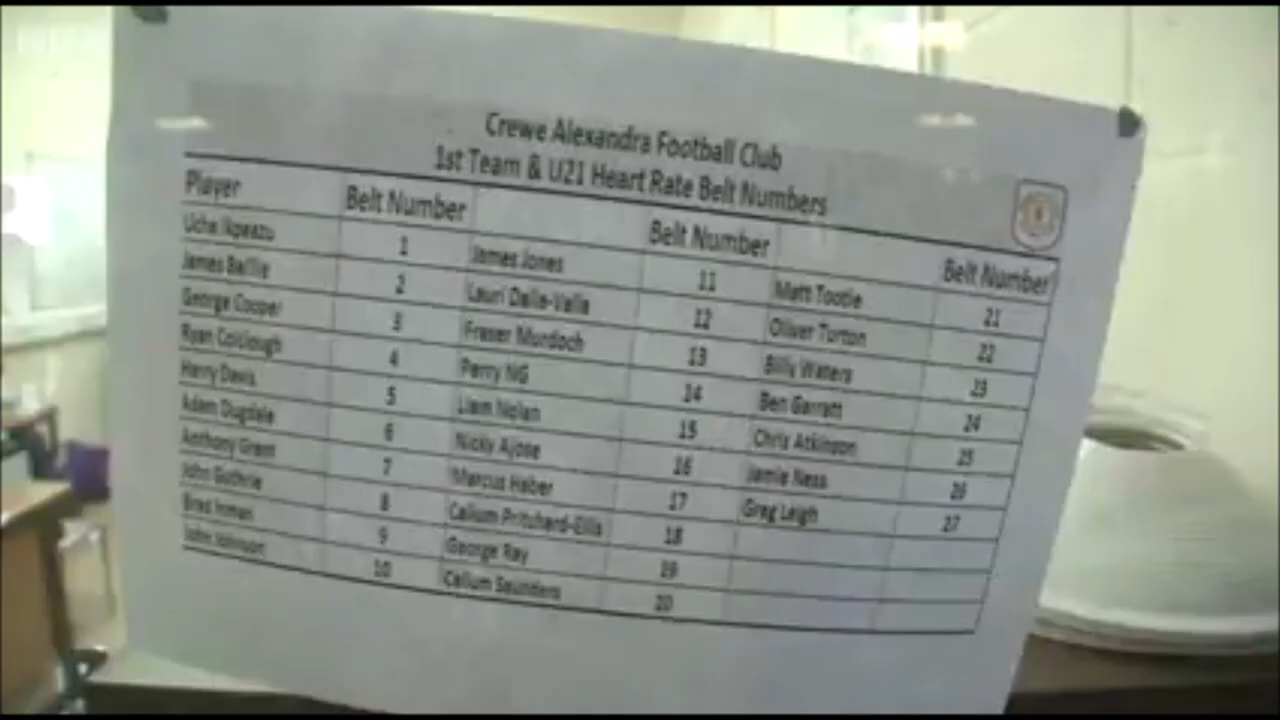 Crewe Alexandra Football Club
1st Team & U21 Heart Rate Belt Numbers
Player Belt Number Belt Number Belt Number
Uche Ikpeazu 1 James Jones 11 Matt Tootle 21
James Baillie 2 Lauri Dalla-Valle 12 Oliver Turton 22
George Cooper 3 Fraser Murdoch 13 Billy Waters 23
Ryan Colclough 4 Perry NG 14 Ben Garratt 24
Harry Davis 5 Liam Nolan 15 Chris Atkinson 25
Adam Dugdale 6 Nicky Ajose 16 Jamie Ness 26
Anthony Grant 7 Marcus Haber 17 Greg Leigh 27
John Guthrie 8 Callum Pritchard-Ellis 18
Bras Inman 9 George Ray 19
John Johnson 10 Callum Saunders 20